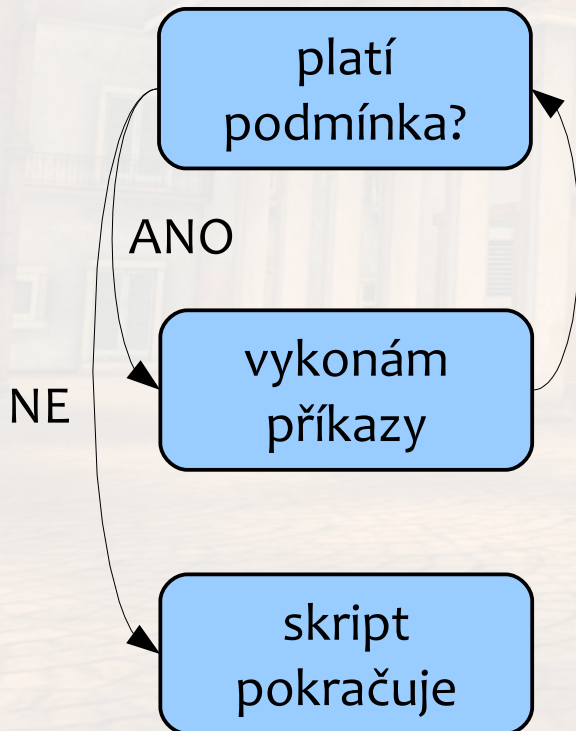 platí
podmínka?
ANO
vykonám
příkazy
NE
skript
pokračuje